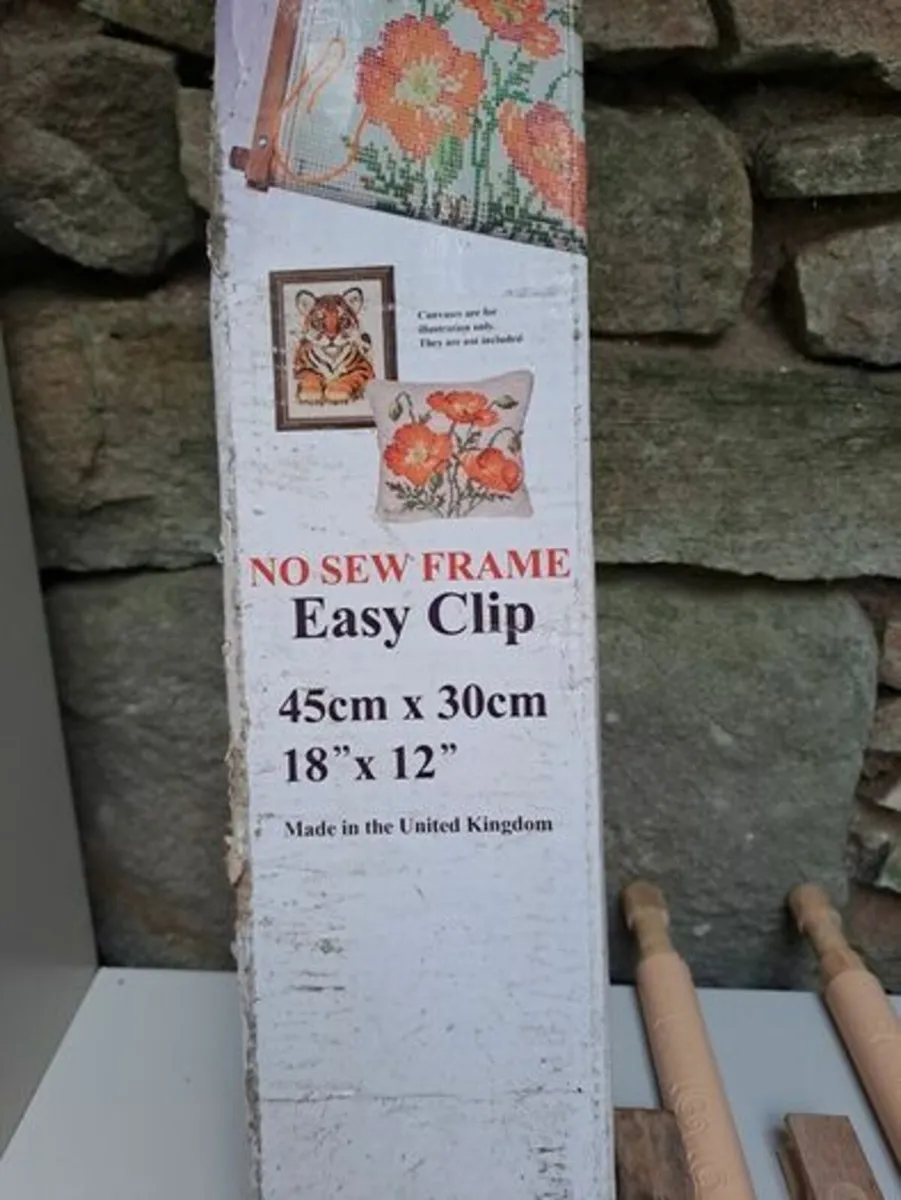 Canvases are for
illustration only.
They are not included
NO SEW FRAME
Easy Clip
45cm x 30cm
18”x 12”
Made in the United Kingdom